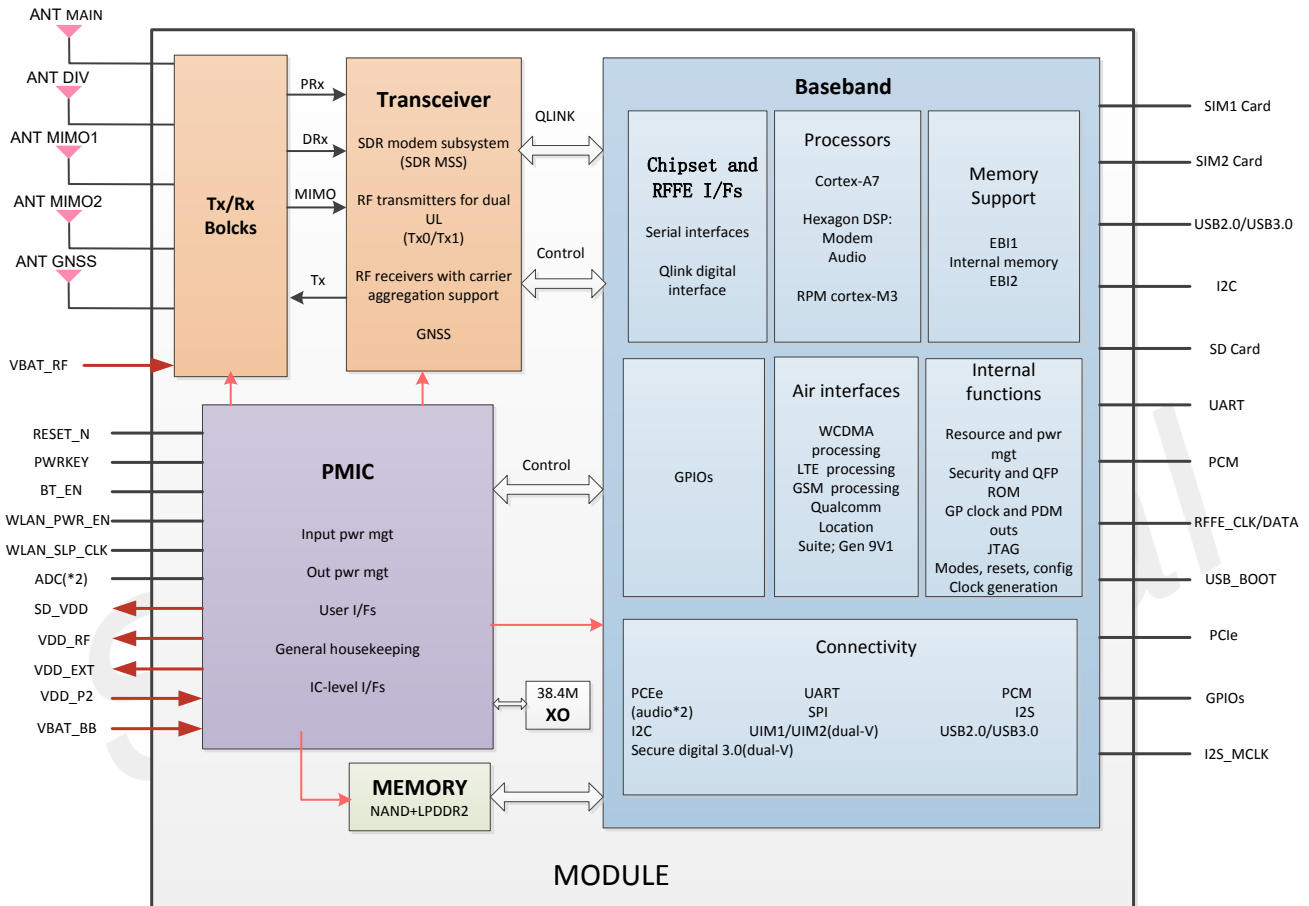 ANT MAIN
ANT DIV
ANT MIMO1
ANT MIMO2
ANT GNSS
VBAT_RF
RESET_N
PWRKEY
BT_EN
WLAN_PWR_EN
WLAN_SLP_CLK
ADC(*2)
SD_VDD
VDD_RF
VDD_EXT
VDD_P2
VBAT_BB
Tx/Rx
Bolcks
PRx
DRx
MIMO
Tx
Transceiver
SDR modem subsystem
(SDR MSS)
RF transmitters for dual
UL
(Tx0/Tx1)
RF receivers with carrier
aggregation support
GNSS
QLINK
Control
PMIC
Input pwr mgt
Out pwr mgt
User I/Fs
General housekeeping
IC-level I/Fs
Control
38.4M
XO
MEMORY
NAND+LPDDR2
Baseband
Chipset and
RFFE I/Fs
Serial interfaces
Qlink digital
interface
Processors
Cortex-A7
Hexagon DSP:
Modem
Audio
RPM cortex-M3
Memory
Support
EBI1
Internal memory
EBI2
GPIOs
Air interfaces
WCDMA
processing
LTE processing
GSM processing
Qualcomm
Location
Suite; Gen 9V1
Internal
functions
Resource and pwr
mgt
Security and QFP
ROM
GP clock and PDM
outs
JTAG
Modes, resets, config
Clock generation
Connectivity
PCEe UART PCM
(audio*2) SPI I2S
I2C UIM1/UIM2(dual-V) USB2.0/USB3.0
Secure digital 3.0(dual-V)
SIM1 Card
SIM2 Card
USB2.0/USB3.0
I2C
SD Card
UART
PCM
RFFE_CLK/DATA
USB_BOOT
PCIe
GPIOs
I2S_MCLK
MODULE